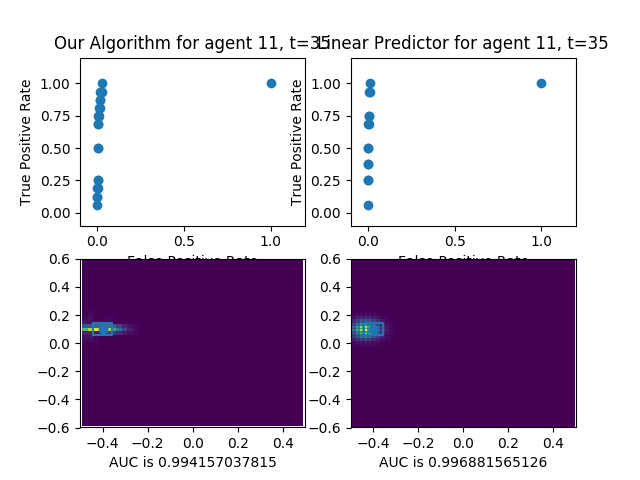 Our Algorithm for agent 11, t=35
Linear Predictor for agent 11, t=35
True Positive Rate
1.00
0.75
0.50
0.25
0.00
0.0 0.5 1.0
False Positive Rate
True Positive Rate
1.00
0.75
0.50
0.25
0.00
0.0 0.5 1.0
False Positive Rate
0.6
0.4
0.2
0.0
−0.2
−0.4
−0.6
−0.4 −0.2 0.0 0.2 0.4
AUC is 0.994157037815
0.6
0.4
0.2
0.0
−0.2
−0.4
−0.6
−0.4 −0.2 0.0 0.2 0.4
AUC is 0.996881565126